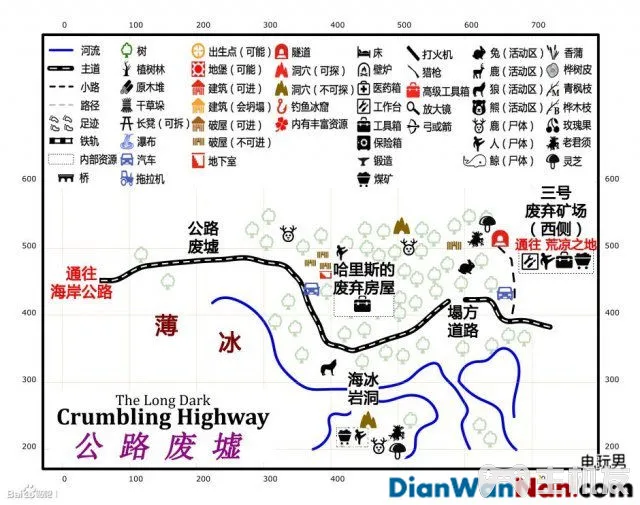 0 100 200 300 400 500 600 700
河流
主道
小路
路径
足迹
铁轨
内部资源
桥
树
植树林
原木堆
干草垛
长凳（可拆）
瀑布
汽车
拖拉机
出生点（可能）
地堡（可能）
建筑（可进）
建筑（会坍塌）
破屋（可进）
破屋（不可进）
地下室
隧道
洞穴（可探）
洞穴（不可探）
钓鱼冰窟
内有丰富资源
床
壁炉
医药箱
工作台
工具箱
保险箱
锻造
煤矿
打火机
猎枪
高级工具箱
放大镜
弓或箭
兔（活动区）
鹿（活动区）
狼（活动区）
熊（活动区）
鹿（尸体）
人（尸体）
鲸（尸体）
香蒲
桦树皮
青枫枝
桦木枝
玫瑰果
老君须
灵芝
600 600
500 500
400 400
300 300
200 200
三号
废弃矿场
（西侧）
通往 荒凉之地
公路
废墟
通往
海岸公路
哈里斯的
废弃房屋
塌方
道路
薄 冰
海冰
岩洞
The Long Dark
Crumbling Highway
公路废墟
0 100 200 300 400 500 600 700
电玩男
DianWanNan.com